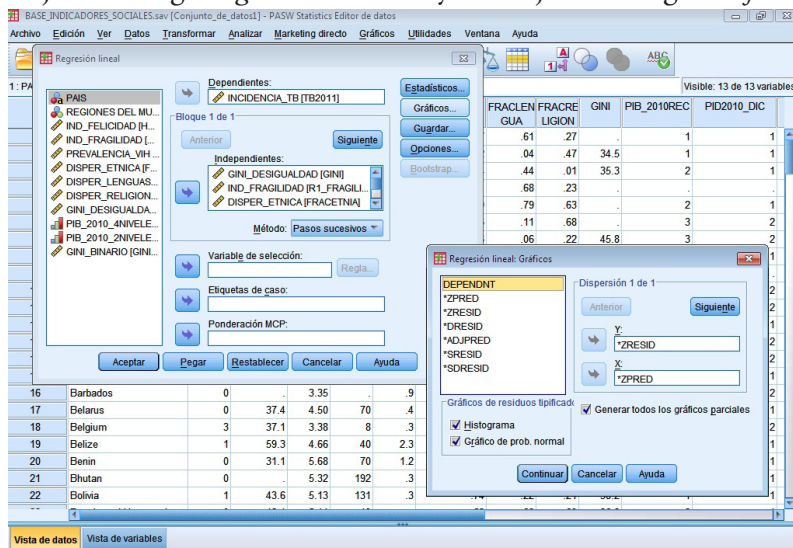 BASE_INDICADORES_SOCIALES.sav [Conjunto_de_datos1] - PASW Statistics Editor de datos
Archivo Edición Ver Datos Transformar Analizar Marketing directo Gráficos Utilidades Ventana Ayuda
Visible: 13 de 13 variables
Regresión lineal
PAIS
REGIONES DEL MU...
IND_FELICIDAD [H...
IND_FRAGILIDAD [...
PREVALENCIA_VIH ...
DISPER_ETNICA [F...
DISPER_LENGUAS...
DISPER_RELIGION...
GINI_DESIGUALDA...
PIB_2010_4NIVELE...
PIB_2010_2NIVELE...
GINI_BINARIO [GINI...
Dependientes:
INCIDENCIA_TB [TB2011]
Bloque 1 de 1
Anterior
Siguiente
Independientes:
GINI_DESIGUALDAD [GINI]
IND_FRAGILIDAD [R1_FRAGILI...
DISPER_ETNICA [FRACETNIA]
Método: Pasos sucesivos
Variable de selección:
Regla...
Etiquetas de caso:
Ponderación MCP:
Estadísticos...
Gráficos...
Guardar...
Opciones...
Bootstrap...
Aceptar Pegar Restablecer Cancelar Ayuda
FRACLENGUA FRACRELIGION GINI PIB_2010REC PID2010_DIC
.61 .27 . 1 1
.04 .47 34.5 1 1
.44 .01 35.3 2 1
.68 .23 . . .
.79 .63 . 2 1
.11 .68 . 3 2
.06 .22 45.8 3 2
Regresión lineal: Gráficos
DEPENDNT
*ZPRED
*ZRESID
*DRESID
*ADJPRED
*SRESID
*SDRESID
Dispersión 1 de 1
Anterior
Siguiente
Y:
*ZRESID
X:
*ZPRED
Gráficos de residuos tipificado
Histograma
Gráfico de prob. normal
Generar todos los gráficos parciales
Continuar Cancelar Ayuda
16 Barbados 0 . 3.35 . .9
17 Belarus 0 37.4 4.50 70 .4
18 Belgium 3 37.1 3.38 8 .3
19 Belize 1 59.3 4.66 40 2.3
20 Benin 0 31.1 5.68 70 1.2
21 Bhutan 0 . 5.32 192 .3
22 Bolivia 1 43.6 5.13 131 .3
Vista de datos Vista de variables